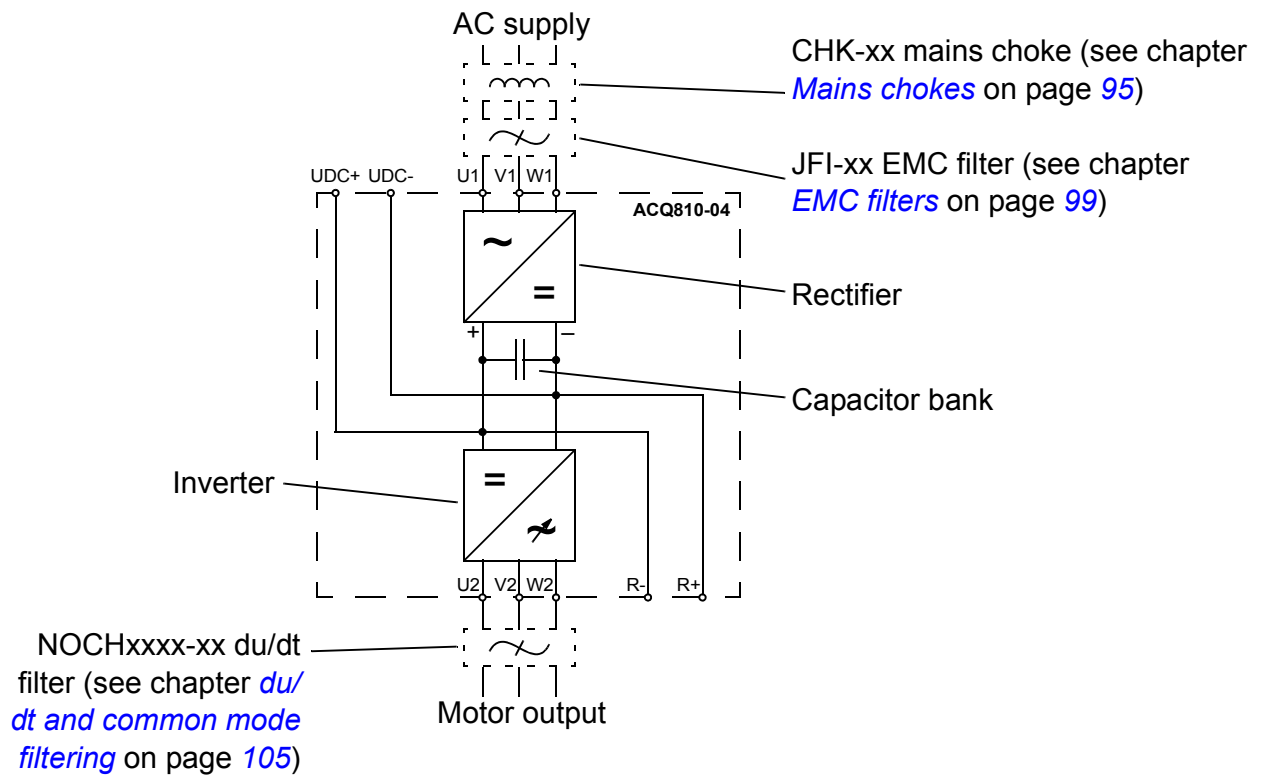 AC supply
CHK-xx mains choke (see chapter
Mains chokes on page 95)
JFI-xx EMC filter (see chapter
EMC filters on page 99)
UDC+ UDC-
U1 V1 W1
ACQ810-04
~
=
Rectifier
+ –
Capacitor bank
Inverter
=
U2 V2 W2
R- R+
NOCHxxxx-xx du/dt
filter (see chapter du/
dt and common mode
filtering on page 105)
Motor output